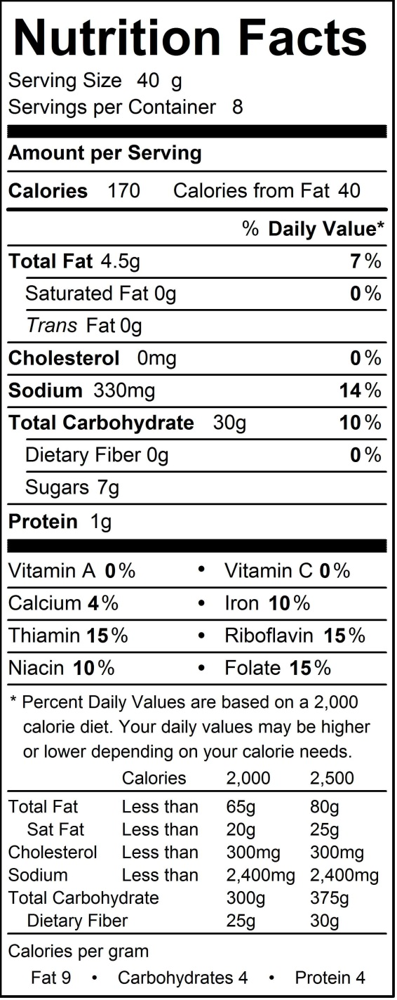 Nutrition Facts
Serving Size 40 g
Servings per Container 8
Amount per Serving
Calories 170 Calories from Fat 40
% Daily Value*
Total Fat 4.5g 7%
Saturated Fat 0g 0%
Trans Fat 0g
Cholesterol 0mg 0%
Sodium 330mg 14%
Total Carbohydrate 30g 10%
Dietary Fiber 0g 0%
Sugars 7g
Protein 1g
Vitamin A 0% • Vitamin C 0%
Calcium 4% • Iron 10%
Thiamin 15% • Riboflavin 15%
Niacin 10% • Folate 15%
* Percent Daily Values are based on a 2,000
calorie diet. Your daily values may be higher
or lower depending on your calorie needs.
Calories 2,000 2,500
Total Fat Less than 65g 80g
Sat Fat Less than 20g 25g
Cholesterol Less than 300mg 300mg
Sodium Less than 2,400mg 2,400mg
Total Carbohydrate 300g 375g
Dietary Fiber 25g 30g
Calories per gram
Fat 9 • Carbohydrates 4 • Protein 4